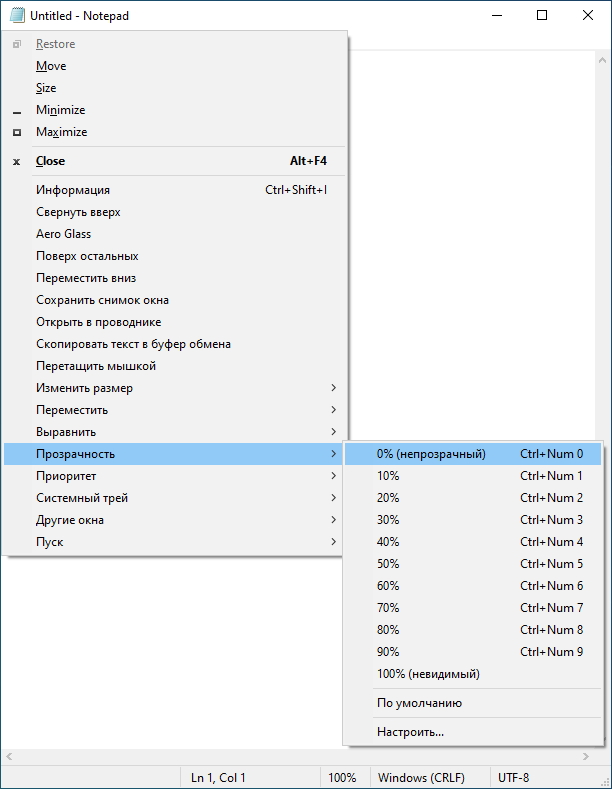 Untitled - Notepad
Restore
Move
Size
Minimize
Maximize
Close Alt+F4
Информация Ctrl+Shift+I
Свернуть вверх
Aero Glass
Поверх остальных
Переместить вниз
Сохранить снимок окна
Открыть в проводнике
Скопировать текст в буфер обмена
Перетащить мышкой
Изменить размер
Переместить
Выравнить
Прозрачность
Приоритет
Системный трей
Другие окна
Пуск
0% (непрозрачный) Ctrl+Num 0
10% Ctrl+Num 1
20% Ctrl+Num 2
30% Ctrl+Num 3
40% Ctrl+Num 4
50% Ctrl+Num 5
60% Ctrl+Num 6
70% Ctrl+Num 7
80% Ctrl+Num 8
90% Ctrl+Num 9
100% (невидимый)
По умолчанию
Настроить...
Ln 1, Col 1 100% Windows (CRLF) UTF-8